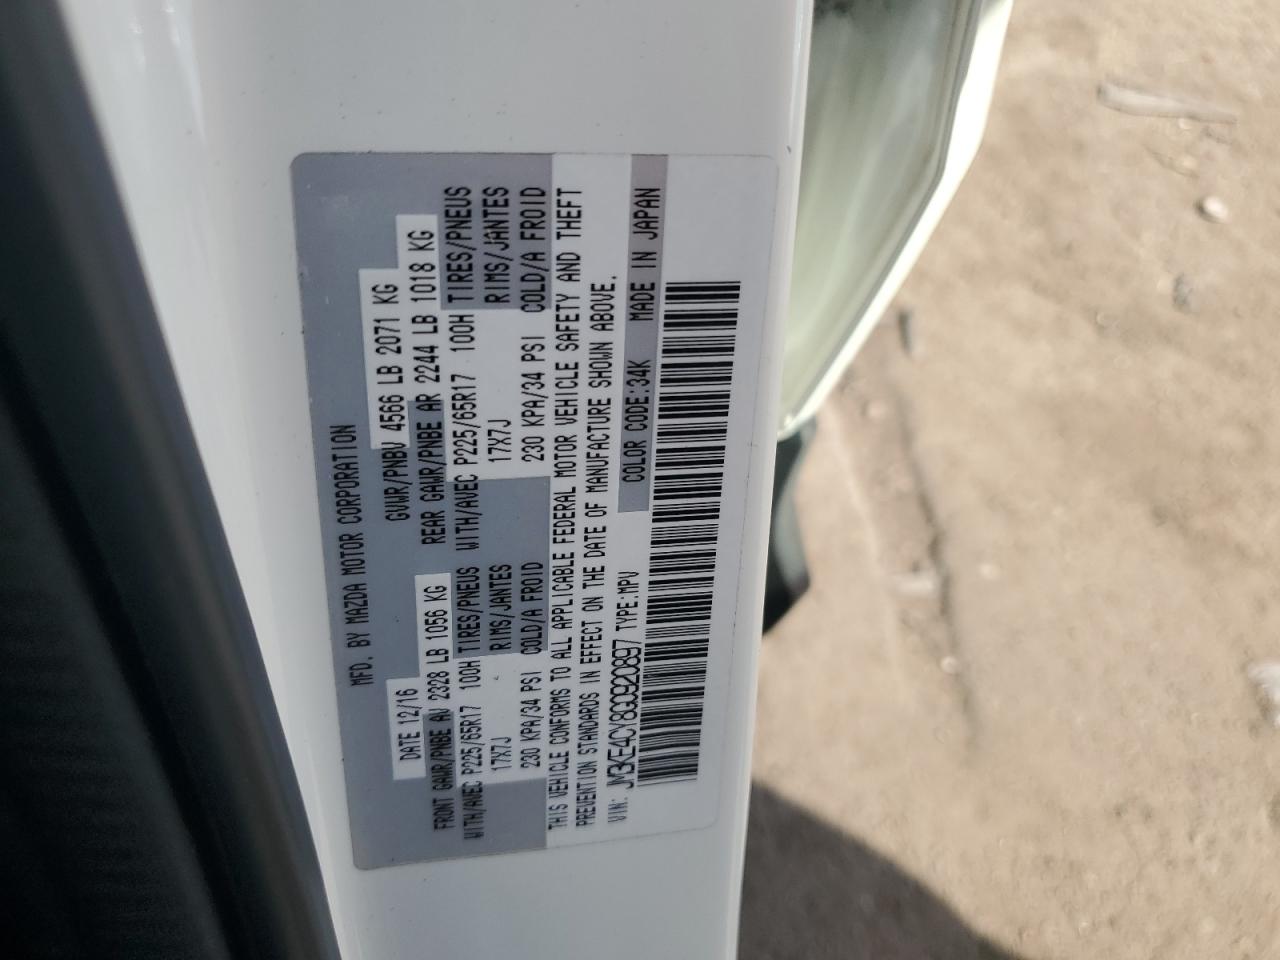 MFD. BY MAZDA MOTOR CORPORATION
DATE 12/16 GVWR/PNBV 4566 LB 2071 KG
FRONT GAWR/PNBE AV 2328 LB 1056 KG REAR GAWR/PNBE AR 2244 LB 1018 KG
WITH/AVEC P225/65R17 100H TIRES/PNEUS WITH/AVEC P225/65R17 100H TIRES/PNEUS
17X7J RIMS/JANTES 17X7J RIMS/JANTES
230 KPA/34 PSI COLD/A FROID 230 KPA/34 PSI COLD/A FROID
THIS VEHICLE CONFORMS TO ALL APPLICABLE FEDERAL MOTOR VEHICLE SAFETY AND THEFT
PREVENTION STANDARDS IN EFFECT ON THE DATE OF MANUFACTURE SHOWN ABOVE.
VIN: JM3KE4CY8G0920897 TYPE:MPV COLOR CODE:34K MADE IN JAPAN